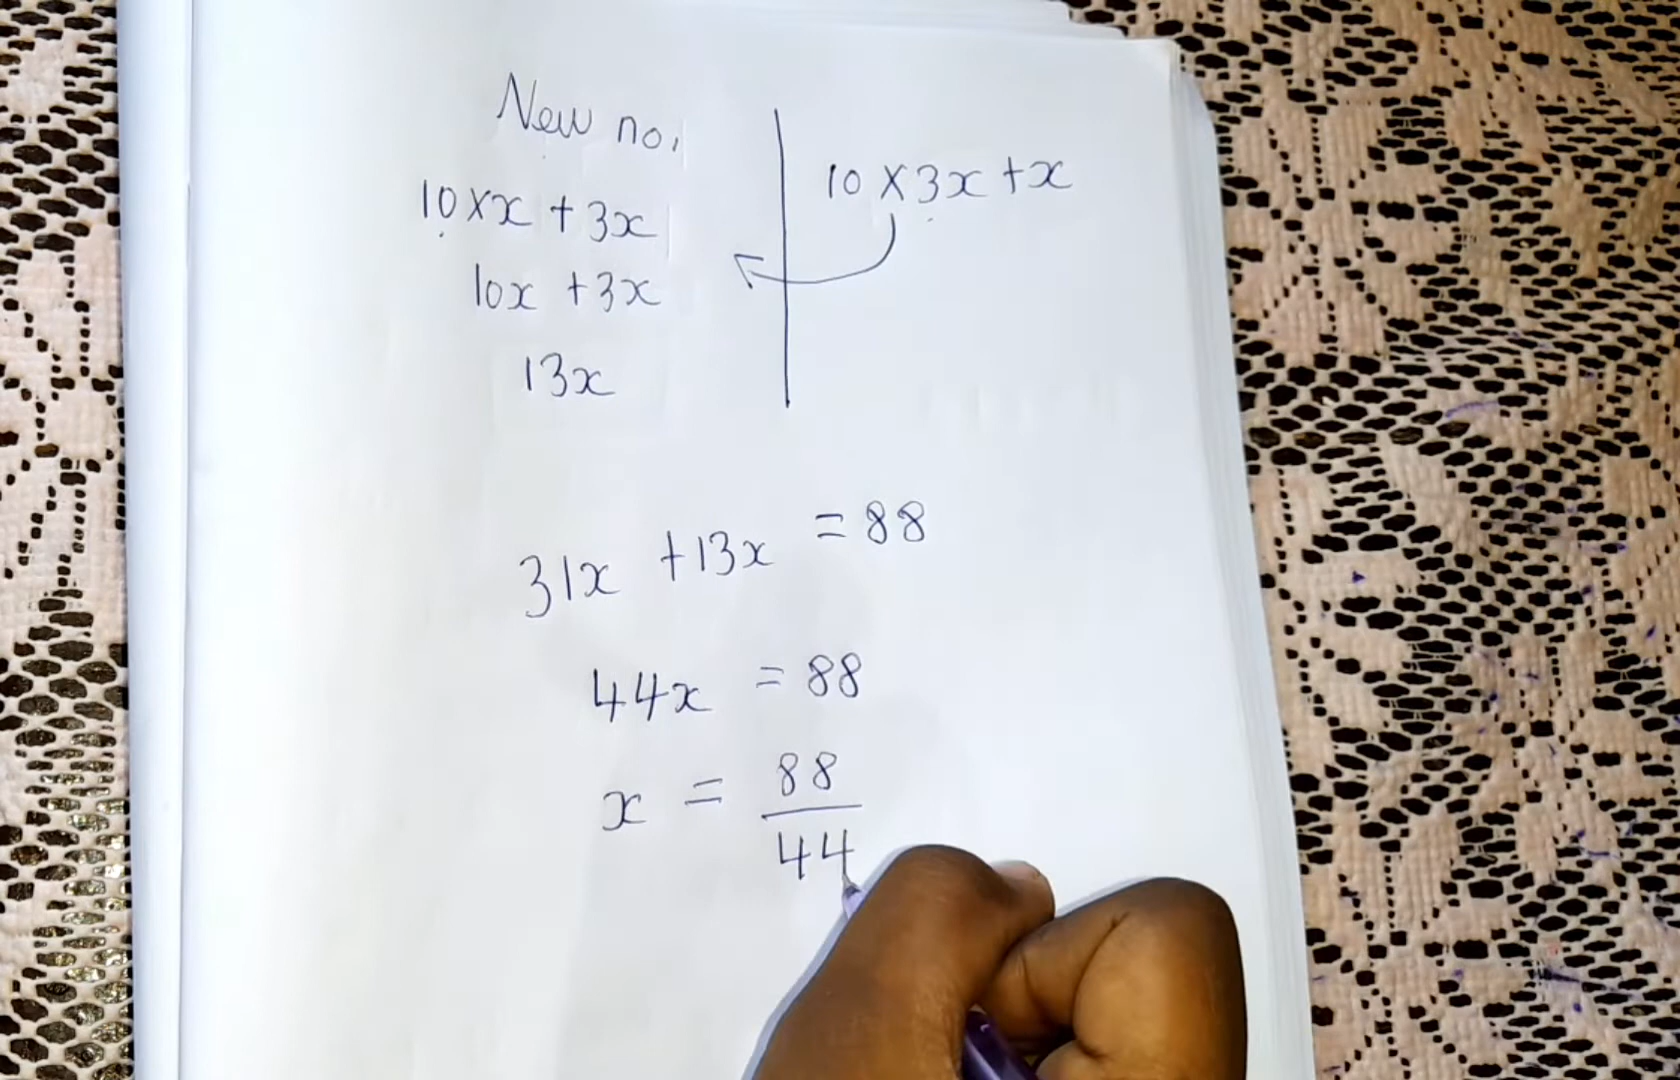 New no.
10 x x + 3x
10x + 3x
13x
10 x 3x + x
31x + 13x = 88
44x = 88
x = 88
44